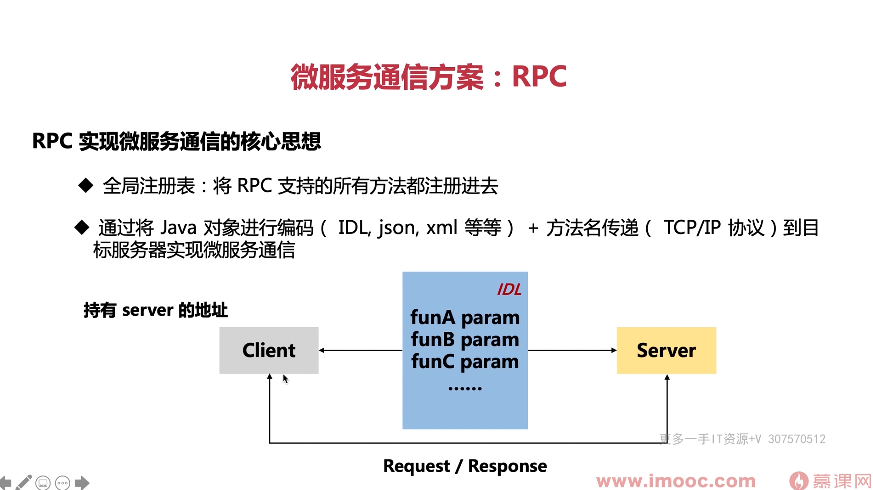 微服务通信方案：RPC
RPC 实现微服务通信的核心思想
◆ 全局注册表：将 RPC 支持的所有方法都注册进去
◆ 通过将 Java 对象进行编码（ IDL, json, xml 等等） + 方法名传递（ TCP/IP 协议）到目
标服务器实现微服务通信
持有 server 的地址
IDL
funA param
funB param
funC param
……
Client
Server
更多一手IT资源+V 307570512
Request / Response
www.imooc.com
慕课网